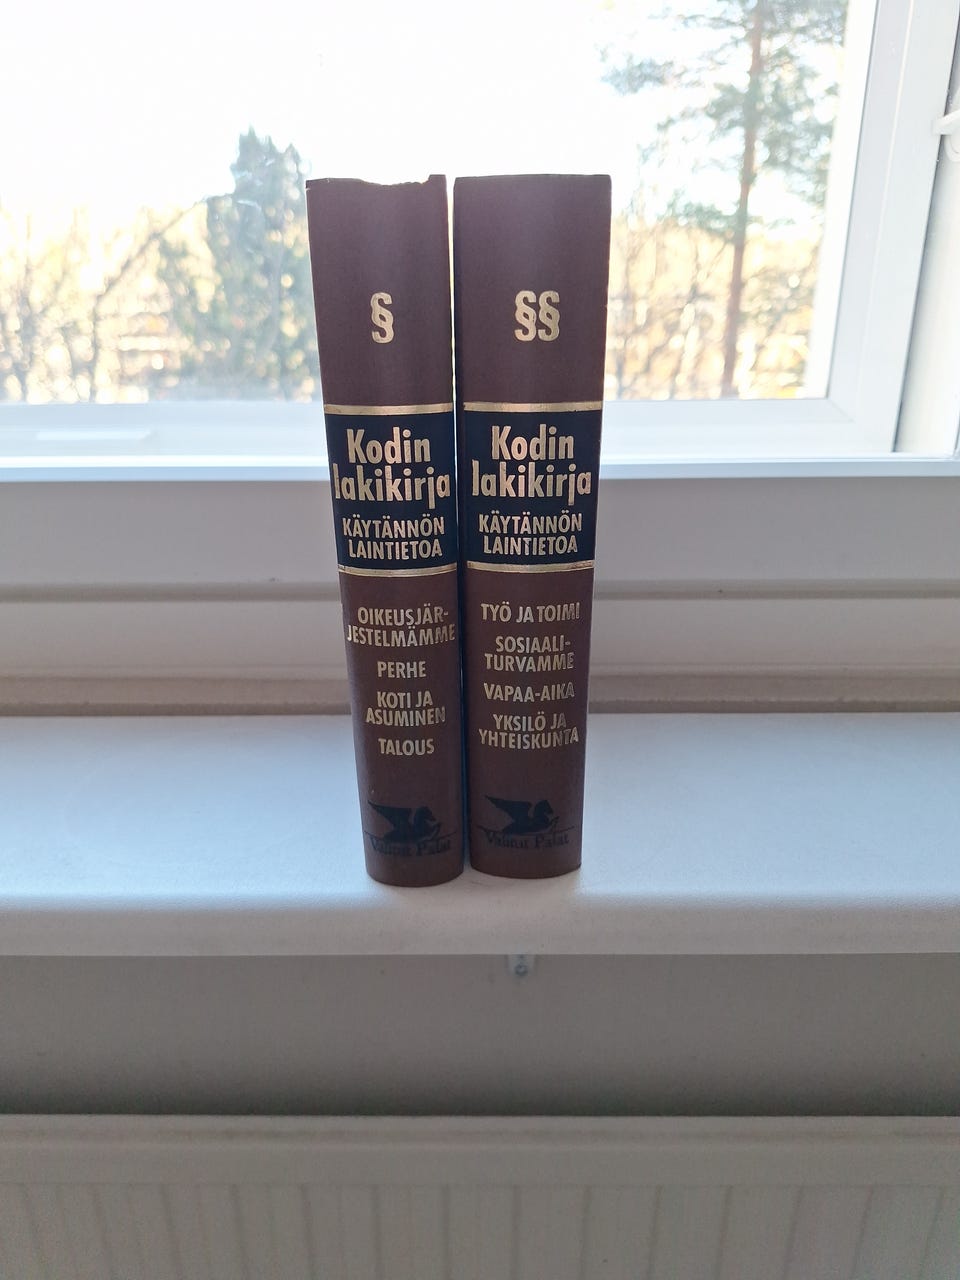 §
Kodin
lakikirja
KÄYTÄNNÖN
LAINTIETOA
OIKEUSJÄR-
JESTELMÄMME
PERHE
KOTI JA
ASUMINEN
TALOUS
Valitut Palat
§§
Kodin
lakikirja
KÄYTÄNNÖN
LAINTIETOA
TYÖ JA TOIMI
SOSIAALI-
TURVAMME
VAPAA-AIKA
YKSILÖ JA
YHTEISKUNTA
Valitut Palat